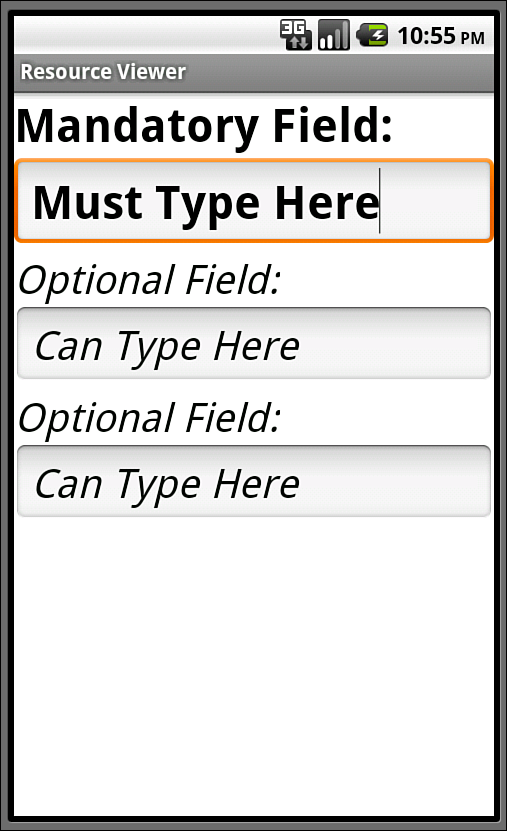 3G 10:55 PM
Resource Viewer
Mandatory Field:
Must Type Here
Optional Field:
Can Type Here
Optional Field:
Can Type Here